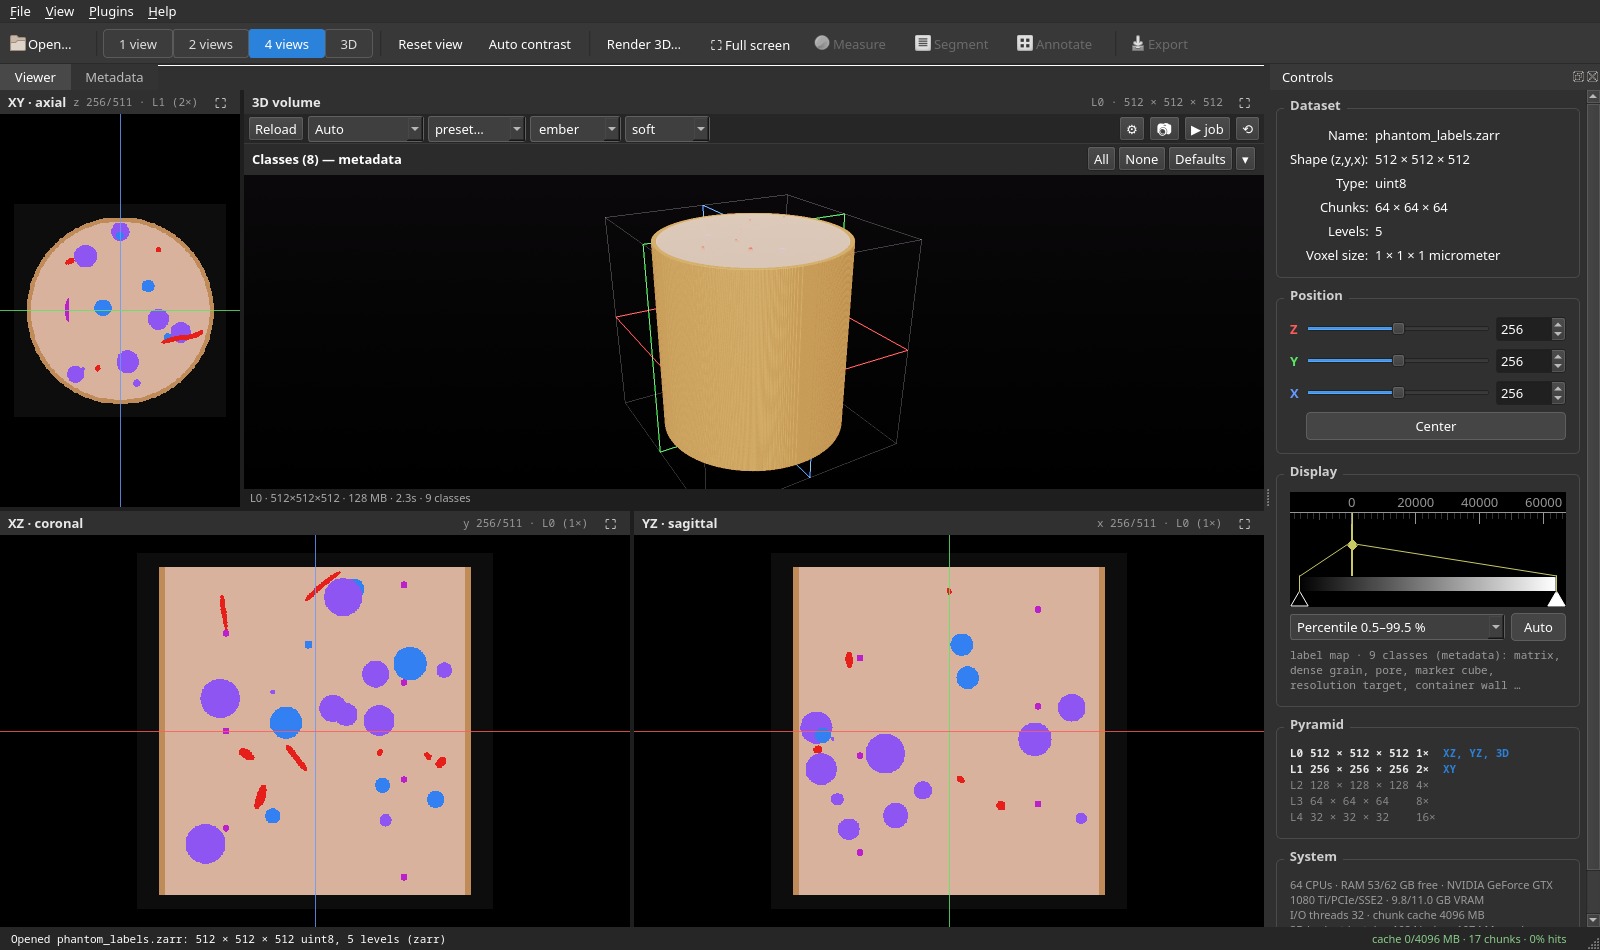 File View Plugins Help
Open... 1 view 2 views 4 views 3D Reset view Auto contrast Render 3D... Full screen Measure Segment Annotate Export
Viewer Metadata
XY · axial z 256/511 · L1 (2×)
3D volume L0 · 512 × 512 × 512
Reload Auto preset... ember soft ▶ job
Classes (8) — metadata All None Defaults
L0 · 512×512×512 · 128 MB · 2.3s · 9 classes
XZ · coronal y 256/511 · L0 (1×)
YZ · sagittal x 256/511 · L0 (1×)
Controls
Dataset
Name: phantom_labels.zarr
Shape (z,y,x): 512 × 512 × 512
Type: uint8
Chunks: 64 × 64 × 64
Levels: 5
Voxel size: 1 × 1 × 1 micrometer
Position
Z 256
Y 256
X 256
Center
Display
0 20000 40000 60000
Percentile 0.5–99.5 % Auto
label map · 9 classes (metadata): matrix,
dense grain, pore, marker cube,
resolution target, container wall …
Pyramid
L0 512 × 512 × 512 1× XZ, YZ, 3D
L1 256 × 256 × 256 2× XY
L2 128 × 128 × 128 4×
L3 64 × 64 × 64 8×
L4 32 × 32 × 32 16×
System
64 CPUs · RAM 53/62 GB free · NVIDIA GeForce GTX
1080 Ti/PCIe/SSE2 · 9.8/11.0 GB VRAM
I/O threads 32 · chunk cache 4096 MB
Opened phantom_labels.zarr: 512 × 512 × 512 uint8, 5 levels (zarr)
cache 0/4096 MB · 17 chunks · 0% hits